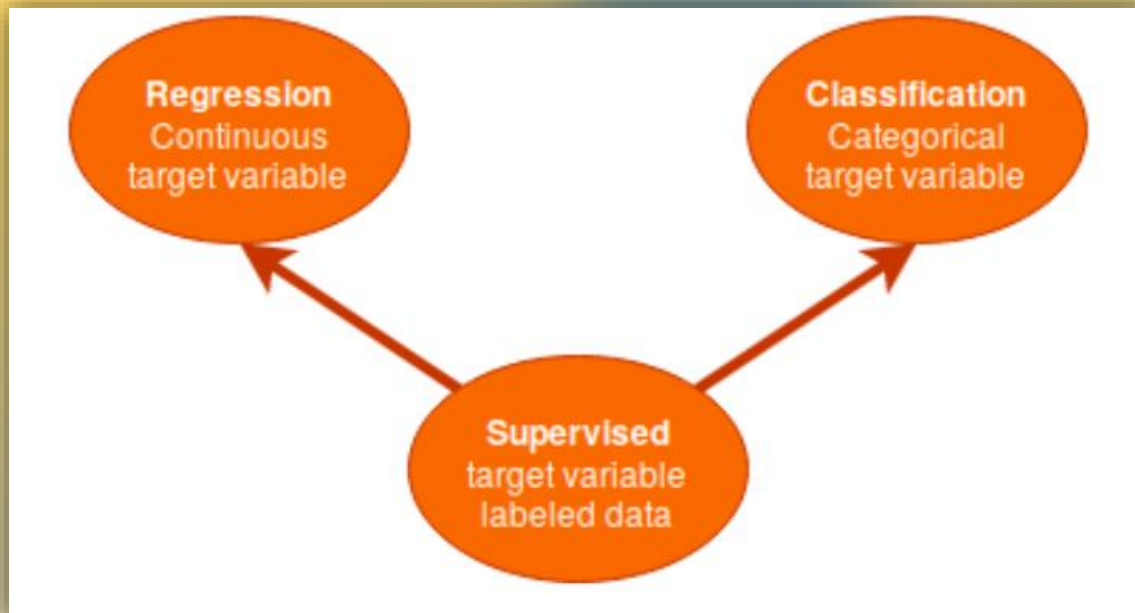 Regression
Continuous
target variable
Classification
Categorical
target variable
Supervised
target variable
labeled data